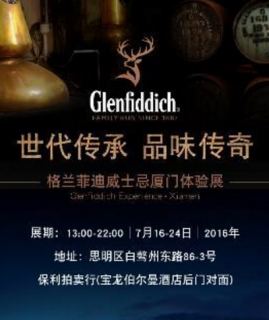 Glenfiddich
FAMILY RUN SINCE 1887
世代传承 品味传奇
格兰菲迪威士忌厦门体验展
Glenfiddich Experience - Xiamen
展期：13:00-22:00｜7月16-24日｜2016年
地址：思明区白鹭州东路86-3号
保利拍卖行(宝龙铂尔曼酒店后门对面)